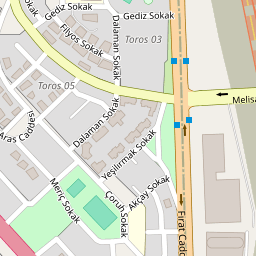 Gediz Sokak
Gediz Sokak
Filyos Sokak
Dalaman Sokak
Toros 03
Toros 05
Melisa
Dalaman Sokak
Yeşilırmak Sokak
Aras Caddesi
Meriç Sokak
Çoruh Sokak
Akçay Sokak
Fırat Cadd